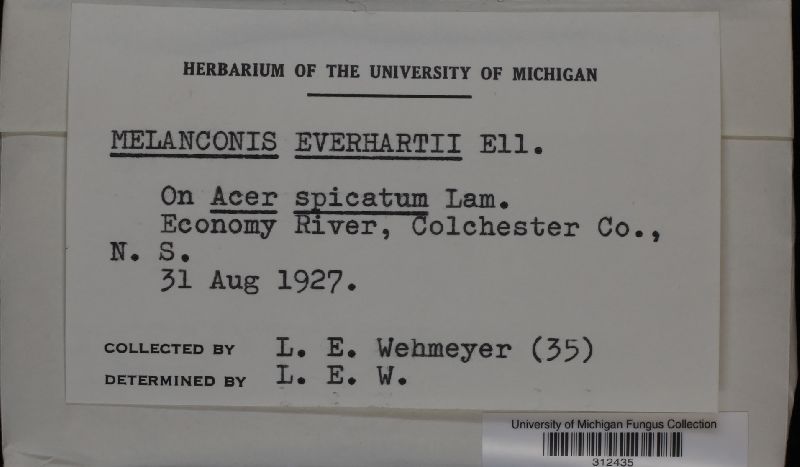 HERBARIUM OF THE UNIVERSITY OF MICHIGAN
MELANCONIS EVERHARTII Ell.
On Acer spicatum Lam.
Economy River, Colchester Co.,
N. S.
31 Aug 1927.
COLLECTED BY L. E. Wehmeyer (35)
DETERMINED BY L. E. W.
University of Michigan Fungus Collection
312435